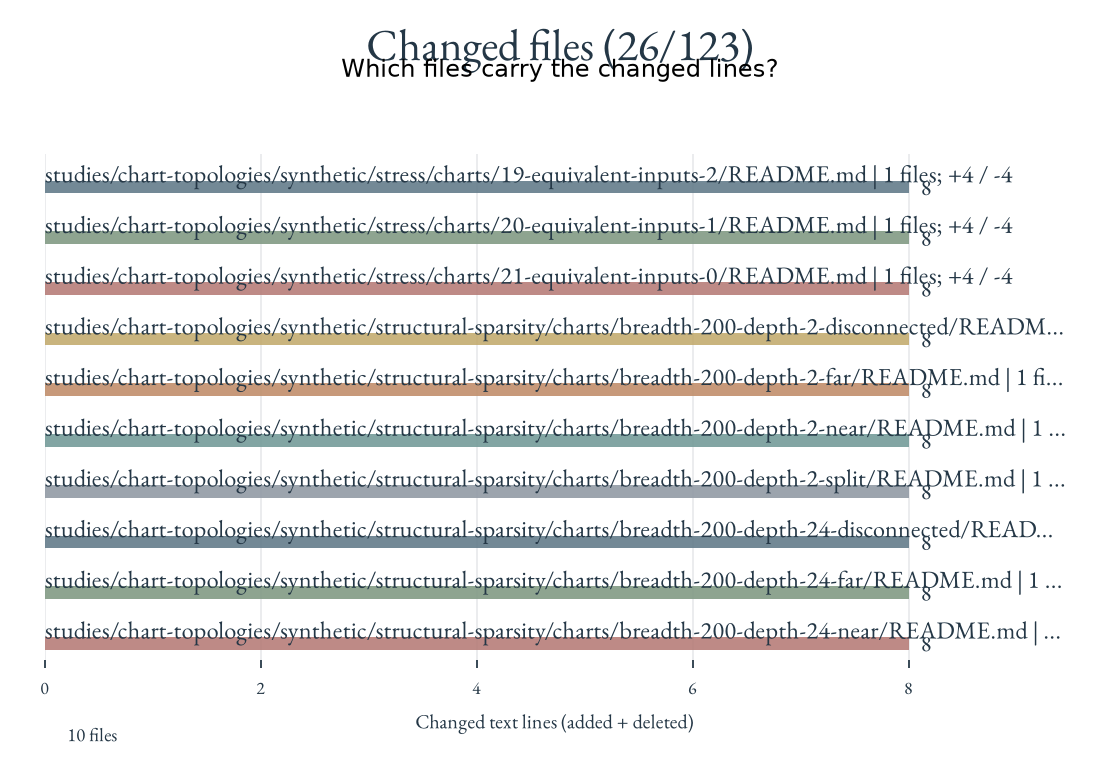 Changed files (26/123)
Which files carry the changed lines?
studies/chart-topologies/synthetic/stress/charts/19-equivalent-inputs-2/README.md | 1 files; +4 / -4
8
studies/chart-topologies/synthetic/stress/charts/20-equivalent-inputs-1/README.md | 1 files; +4 / -4
8
studies/chart-topologies/synthetic/stress/charts/21-equivalent-inputs-0/README.md | 1 files; +4 / -4
8
studies/chart-topologies/synthetic/structural-sparsity/charts/breadth-200-depth-2-disconnected/READM...
8
studies/chart-topologies/synthetic/structural-sparsity/charts/breadth-200-depth-2-far/README.md | 1 fi...
8
studies/chart-topologies/synthetic/structural-sparsity/charts/breadth-200-depth-2-near/README.md | 1 ...
8
studies/chart-topologies/synthetic/structural-sparsity/charts/breadth-200-depth-2-split/README.md | 1 ...
8
studies/chart-topologies/synthetic/structural-sparsity/charts/breadth-200-depth-24-disconnected/READ...
8
studies/chart-topologies/synthetic/structural-sparsity/charts/breadth-200-depth-24-far/README.md | 1 ...
8
studies/chart-topologies/synthetic/structural-sparsity/charts/breadth-200-depth-24-near/README.md | ...
8
0 2 4 6 8
Changed text lines (added + deleted)
10 files